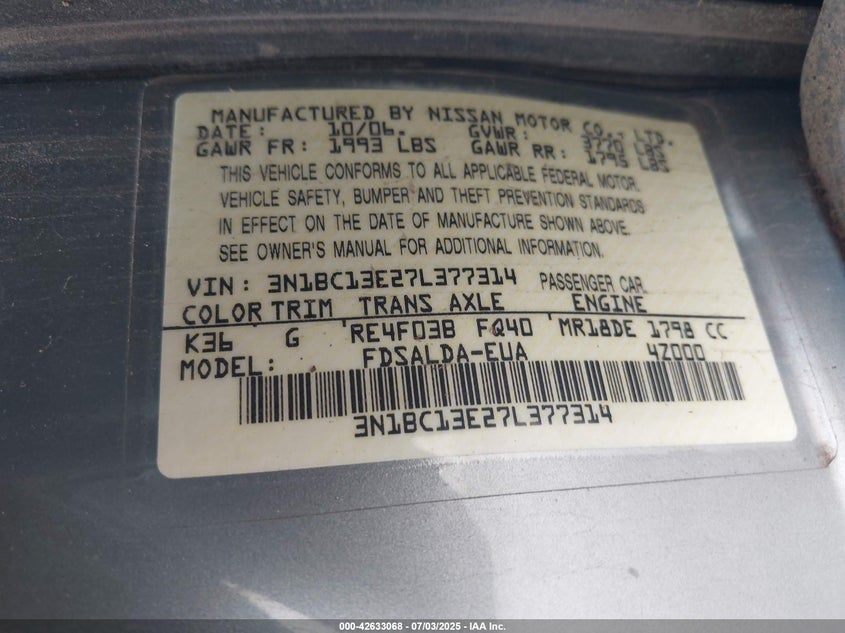 MANUFACTURED BY NISSAN MOTOR CO., LTD.
DATE: 10/06. GVWR: 3770 LBS
GAWR FR: 1993 LBS GAWR RR: 1795 LBS
THIS VEHICLE CONFORMS TO ALL APPLICABLE FEDERAL MOTOR
VEHICLE SAFETY, BUMPER AND THEFT PREVENTION STANDARDS
IN EFFECT ON THE DATE OF MANUFACTURE SHOWN ABOVE.
SEE OWNER'S MANUAL FOR ADDITIONAL INFORMATION.
VIN: 3N1BC13E27L377314 PASSENGER CAR.
COLOR TRIM TRANS AXLE ENGINE
K36 G RE4F03B FQ40 MR18DE 1798 CC
MODEL: FDSALDA-EUA 4Z000
3N1BC13E27L377314
000-42633068 - 07/03/2025 - IAA Inc.